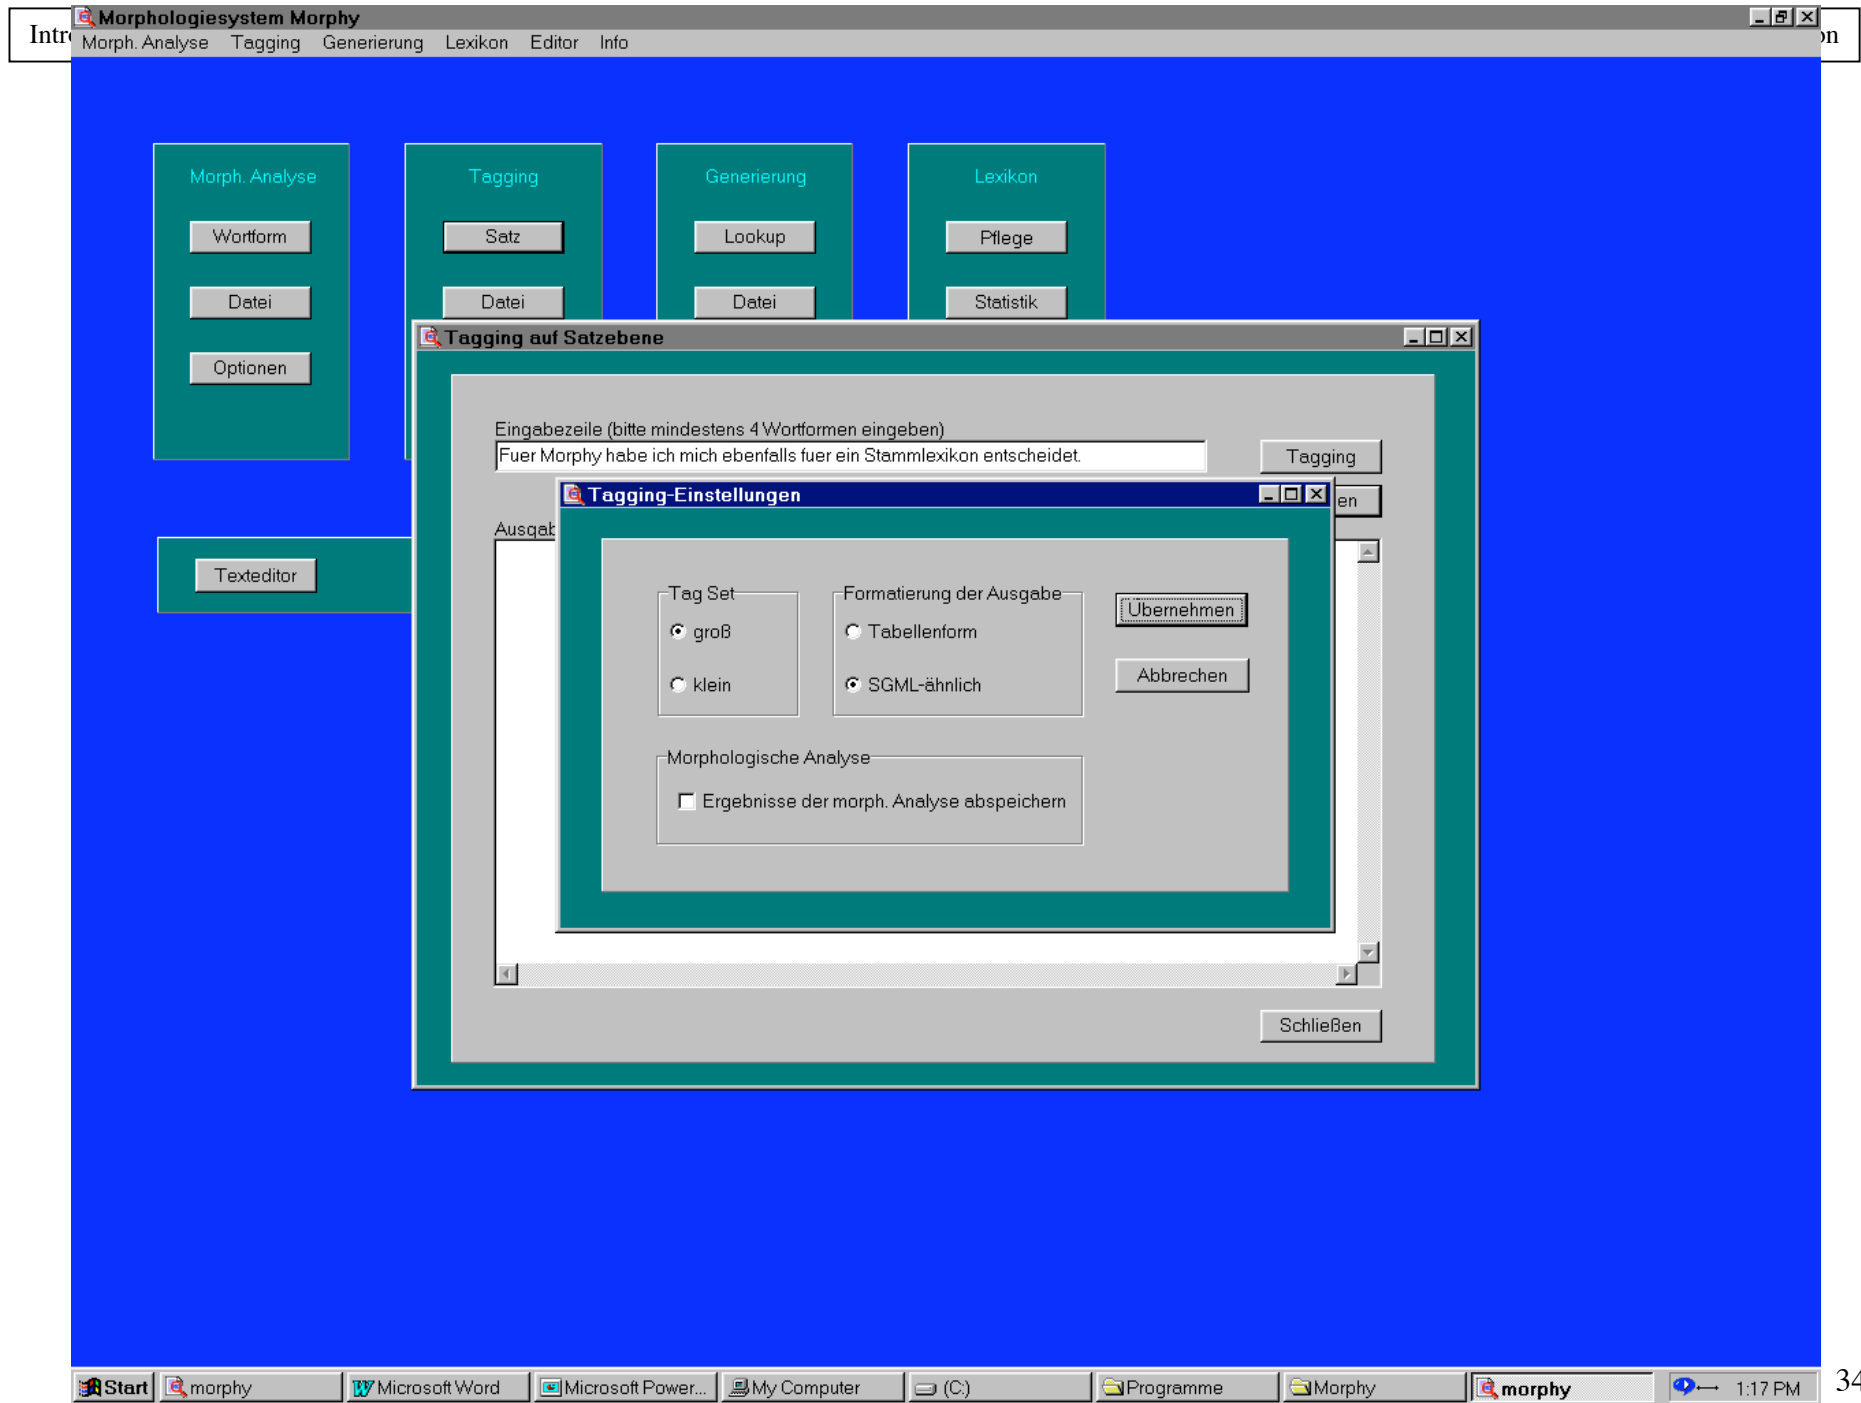 Morphologiesystem Morphy
Intr
on
Morph. Analyse Tagging Generierung Lexikon Editor Info
Morph. Analyse Tagging Generierung Lexikon
Wortform Satz Lookup Pflege
Datei Datei Datei Statistik
Tagging auf Satzebene
Optionen
Eingabezeile (bitte mindestens 4 Wortformen eingeben)
Fuer Morphy habe ich mich ebenfalls fuer ein Stammlexikon entscheidet.
Tagging
Tagging-Einstellungen
en
Ausgab
Texteditor
Tag Set
Formatierung der Ausgabe
Übernehmen
groß
Tabellenform
Abbrechen
klein
SGML-ähnlich
Morphologische Analyse
Ergebnisse der morph. Analyse abspeichern
Schließen
Start morphy Microsoft Word Microsoft Power... My Computer (C:) Programme Morphy morphy 1:17 PM
34